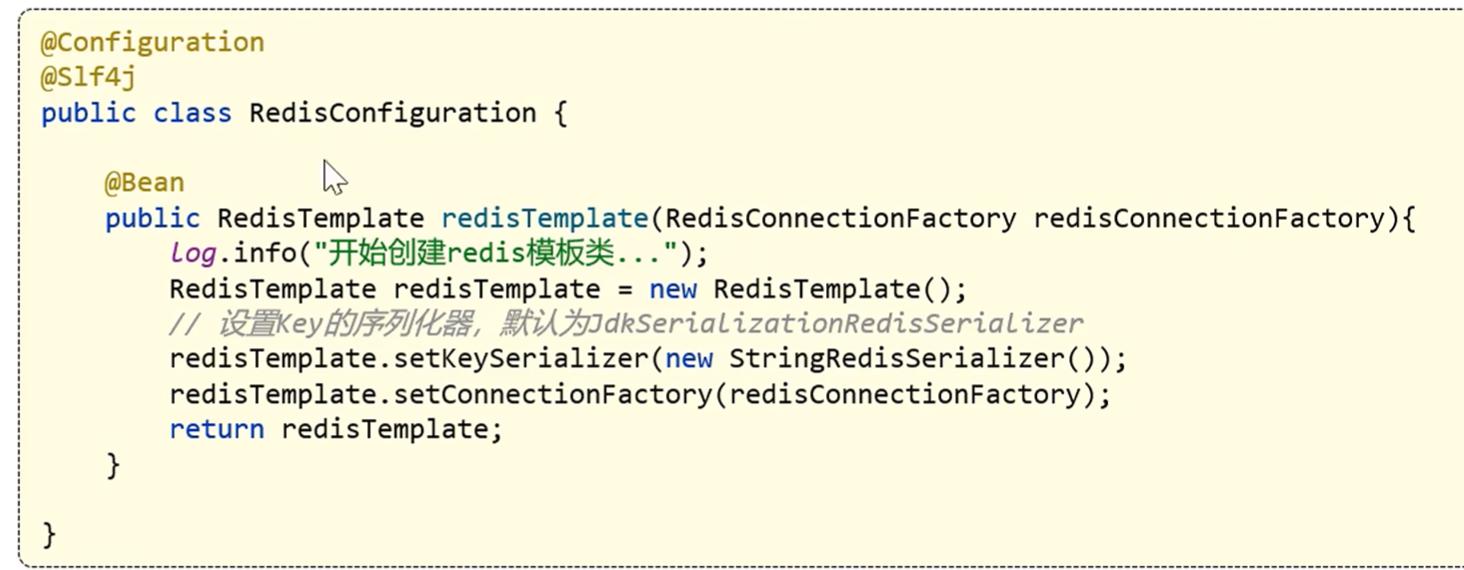 @Configuration
@Slf4j
public class RedisConfiguration {
@Bean
public RedisTemplate redisTemplate(RedisConnectionFactory redisConnectionFactory){
log.info("开始创建redis模板类...");
RedisTemplate redisTemplate = new RedisTemplate();
// 设置Key的序列化器，默认为JdkSerializationRedisSerializer
redisTemplate.setKeySerializer(new StringRedisSerializer());
redisTemplate.setConnectionFactory(redisConnectionFactory);
return redisTemplate;
}
}